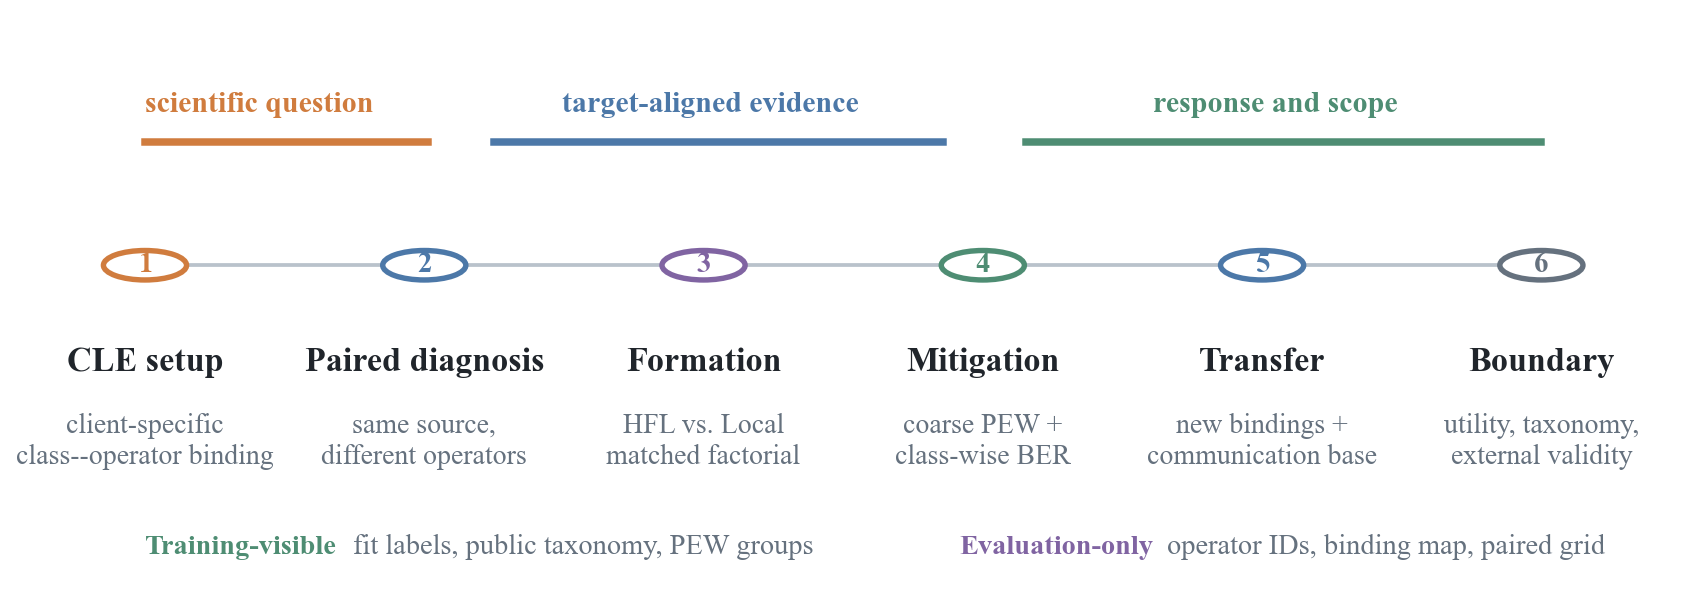 scientific question
target-aligned evidence
response and scope
1
2
3
4
5
6
CLE setup
Paired diagnosis
Formation
Mitigation
Transfer
Boundary
client-specific
class--operator binding
same source,
different operators
HFL vs. Local
matched factorial
coarse PEW +
class-wise BER
new bindings +
communication base
utility, taxonomy,
external validity
Training-visible fit labels, public taxonomy, PEW groups
Evaluation-only operator IDs, binding map, paired grid